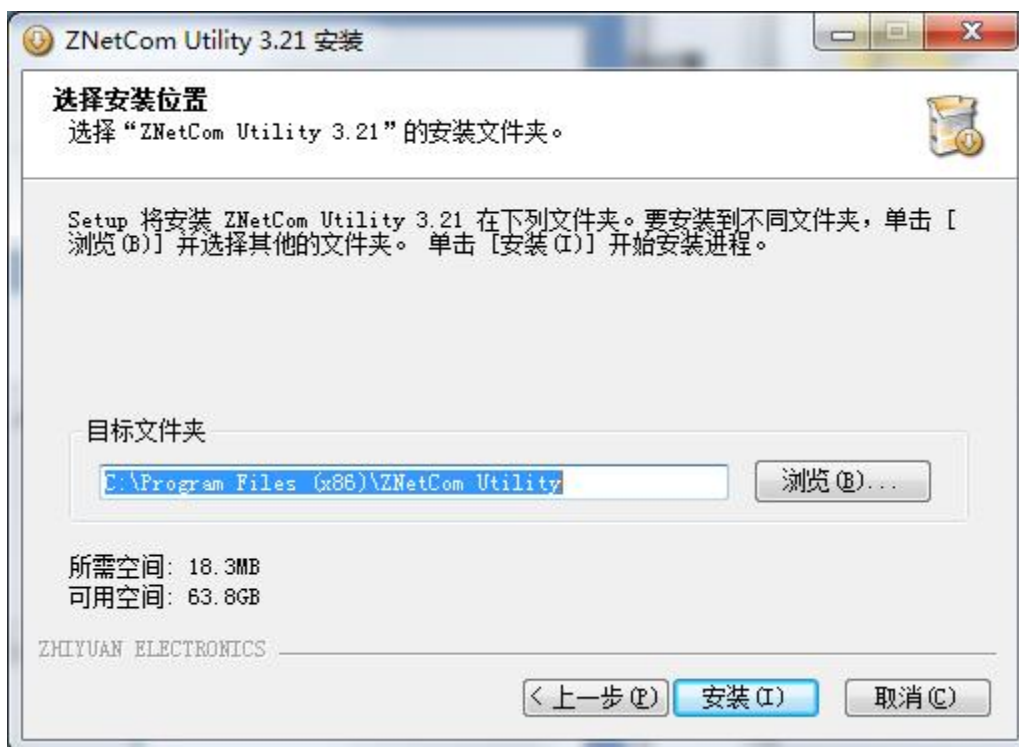 ZNetCom Utility 3.21 安装
选择安装位置
选择“ZNetCom Utility 3.21”的安装文件夹。
Setup 将安装 ZNetCom Utility 3.21 在下列文件夹。要安装到不同文件夹，单击 [
浏览(B)] 并选择其他的文件夹。 单击 [安装(I)] 开始安装进程。
目标文件夹
C:\Program Files (x86)\ZNetCom Utility
浏览(B)...
所需空间: 18.3MB
可用空间: 63.8GB
ZHIYUAN ELECTRONICS
< 上一步(P) 安装(I) 取消(C)